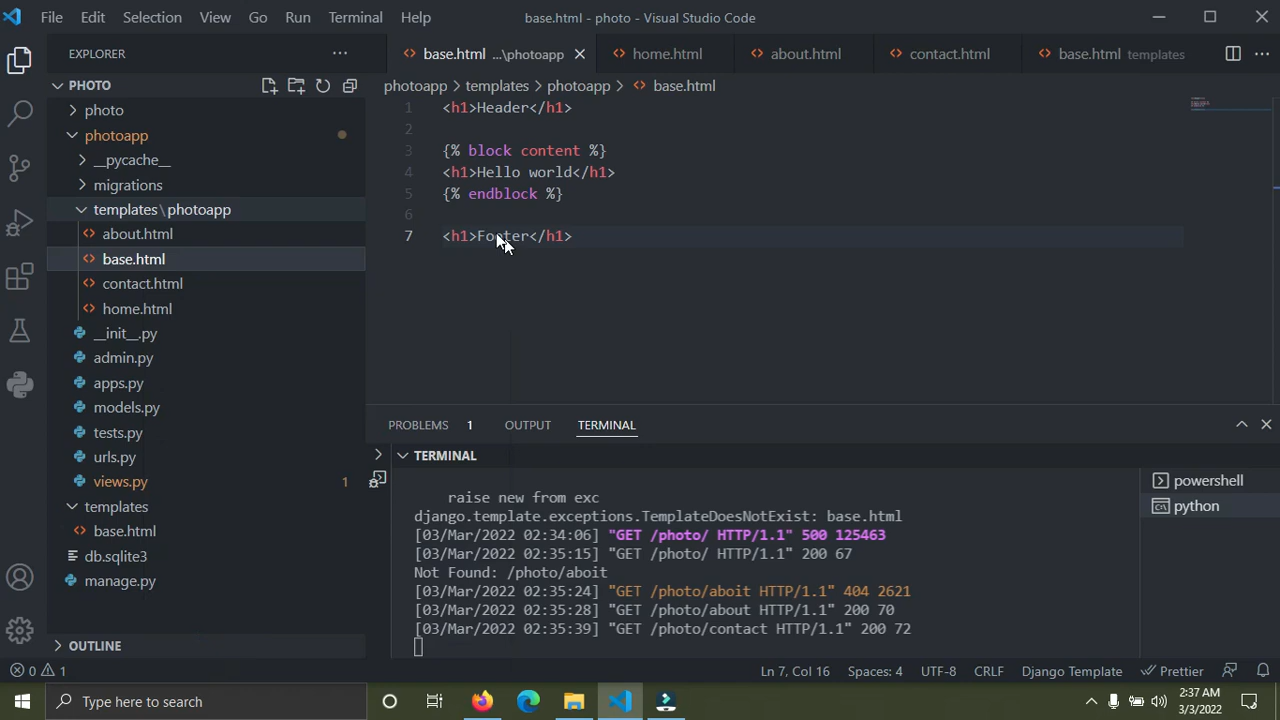 File Edit Selection View Go Run Terminal Help base.html - photo - Visual Studio Code
EXPLORER
base.html ...\photoapp home.html about.html contact.html base.html templates
PHOTO
photoapp > templates > photoapp > base.html
photo
photoapp
__pycache__
migrations
templates\photoapp
about.html
base.html
contact.html
home.html
__init__.py
admin.py
apps.py
models.py
tests.py
urls.py
views.py 1
templates
base.html
db.sqlite3
manage.py
OUTLINE
1 <h1>Header</h1>
2
3 {% block content %}
4 <h1>Hello world</h1>
5 {% endblock %}
6
7 <h1>Footer</h1>
PROBLEMS 1 OUTPUT TERMINAL
TERMINAL
raise new from exc
django.template.exceptions.TemplateDoesNotExist: base.html
[03/Mar/2022 02:34:06] "GET /photo/ HTTP/1.1" 500 125463
[03/Mar/2022 02:35:15] "GET /photo/ HTTP/1.1" 200 67
Not Found: /photo/aboit
[03/Mar/2022 02:35:24] "GET /photo/aboit HTTP/1.1" 404 2621
[03/Mar/2022 02:35:28] "GET /photo/about HTTP/1.1" 200 70
[03/Mar/2022 02:35:39] "GET /photo/contact HTTP/1.1" 200 72
powershell
python
0 1 Ln 7, Col 16 Spaces: 4 UTF-8 CRLF Django Template Prettier
Type here to search
2:37 AM
3/3/2022